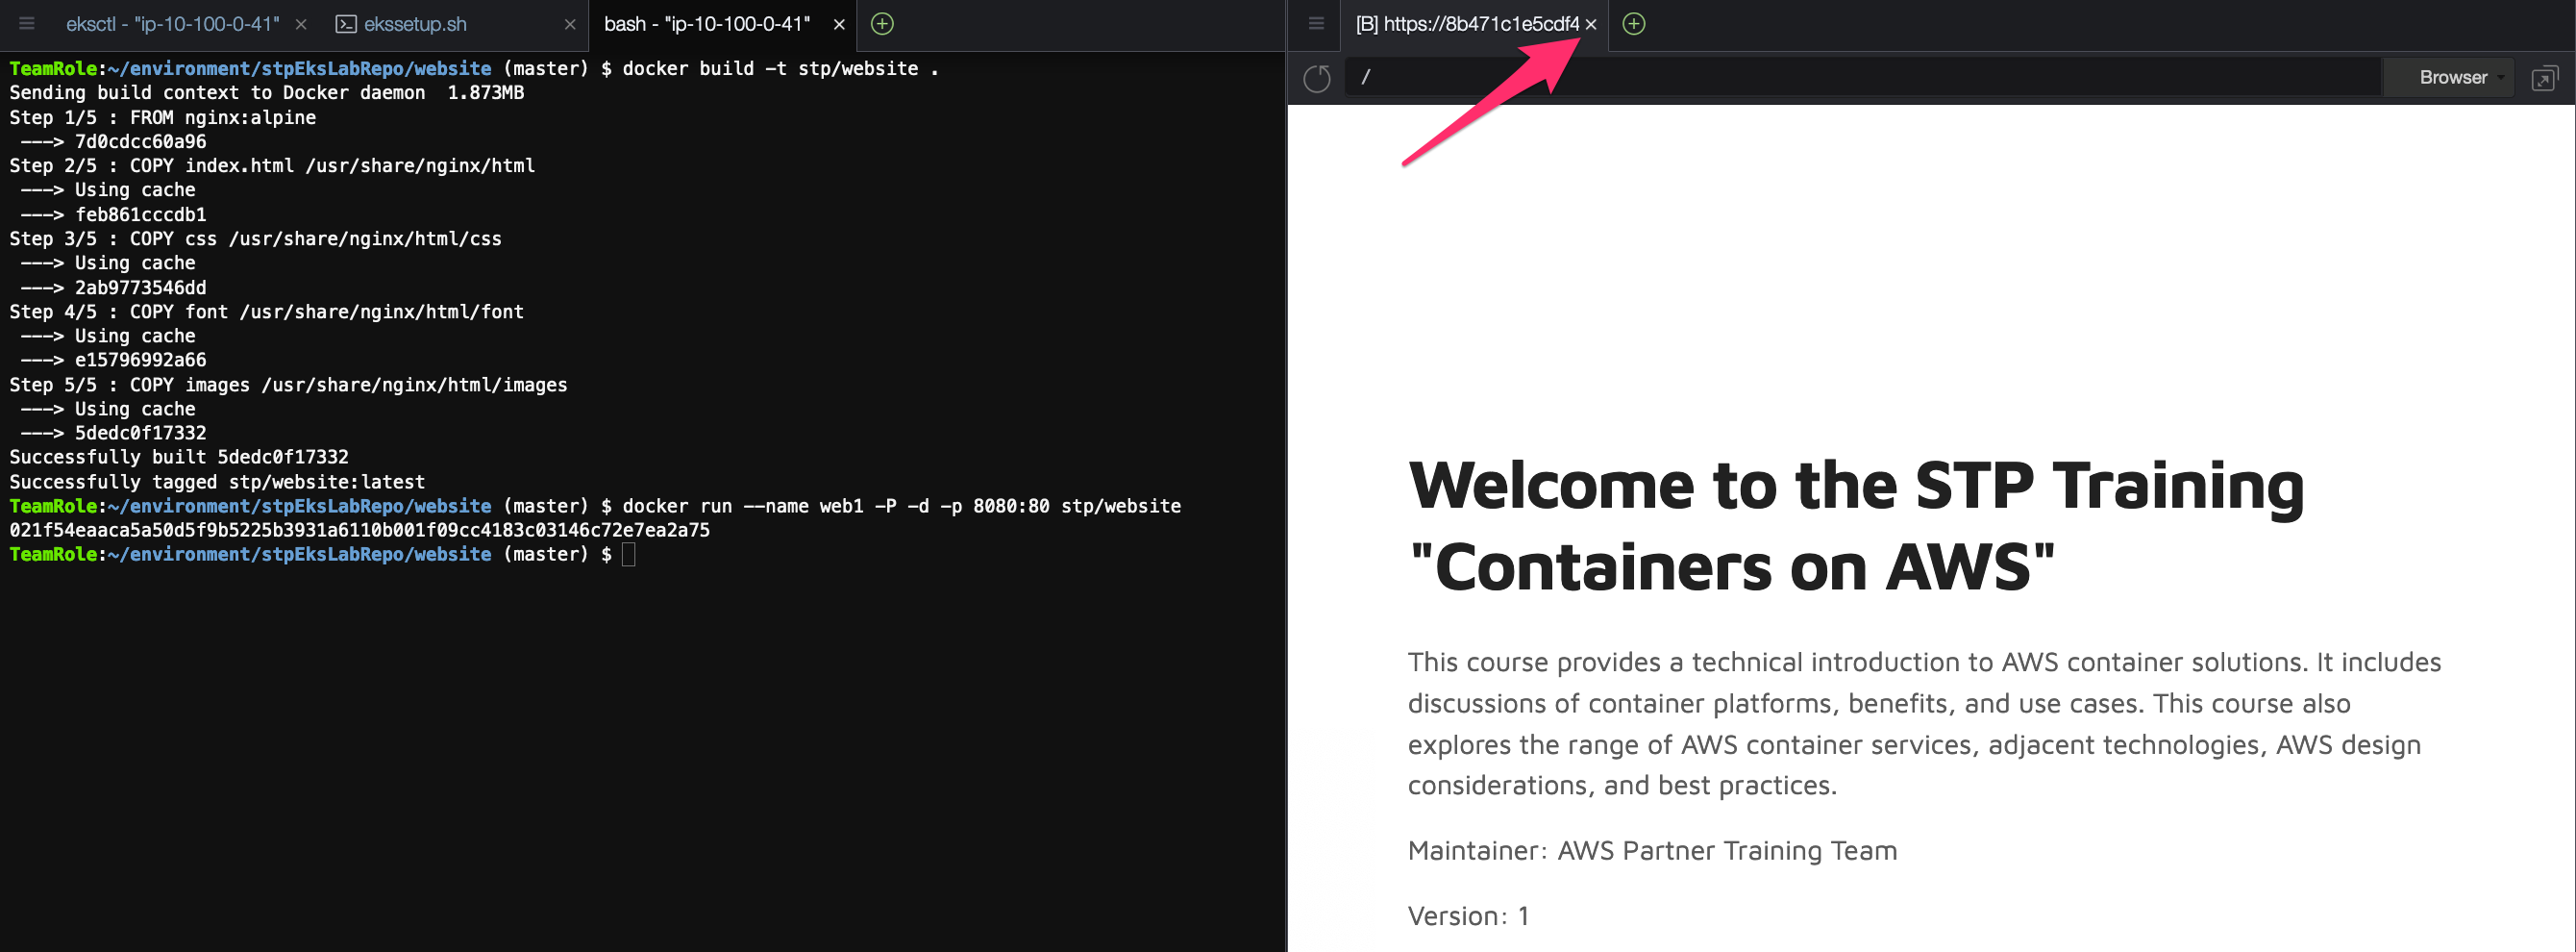 eksctl - "ip-10-100-0-41"
ekssetup.sh
bash - "ip-10-100-0-41"
TeamRole:~/environment/stpEksLabRepo/website (master) $ docker build -t stp/website .
Sending build context to Docker daemon  1.873MB
Step 1/5 : FROM nginx:alpine
 ---> 7d0cdcc60a96
Step 2/5 : COPY index.html /usr/share/nginx/html
 ---> Using cache
 ---> feb861cccdb1
Step 3/5 : COPY css /usr/share/nginx/html/css
 ---> Using cache
 ---> 2ab9773546dd
Step 4/5 : COPY font /usr/share/nginx/html/font
 ---> Using cache
 ---> e15796992a66
Step 5/5 : COPY images /usr/share/nginx/html/images
 ---> Using cache
 ---> 5dedc0f17332
Successfully built 5dedc0f17332
Successfully tagged stp/website:latest
TeamRole:~/environment/stpEksLabRepo/website (master) $ docker run --name web1 -P -d -p 8080:80 stp/website
021f54eaaca5a50d5f9b5225b3931a6110b001f09cc4183c03146c72e7ea2a75
TeamRole:~/environment/stpEksLabRepo/website (master) $
[B] https://8b471c1e5cdf4
/
Browser
Welcome to the STP Training
"Containers on AWS"
This course provides a technical introduction to AWS container solutions. It includes
discussions of container platforms, benefits, and use cases. This course also
explores the range of AWS container services, adjacent technologies, AWS design
considerations, and best practices.
Maintainer: AWS Partner Training Team
Version: 1